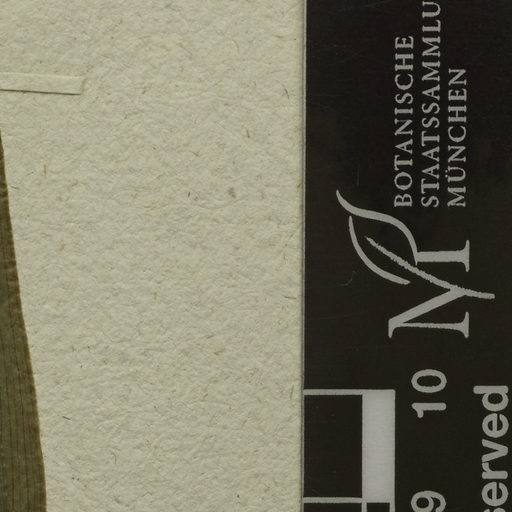 BOTANISCHE
STAATSSAMMLU
MÜNCHEN
M
9 10
served